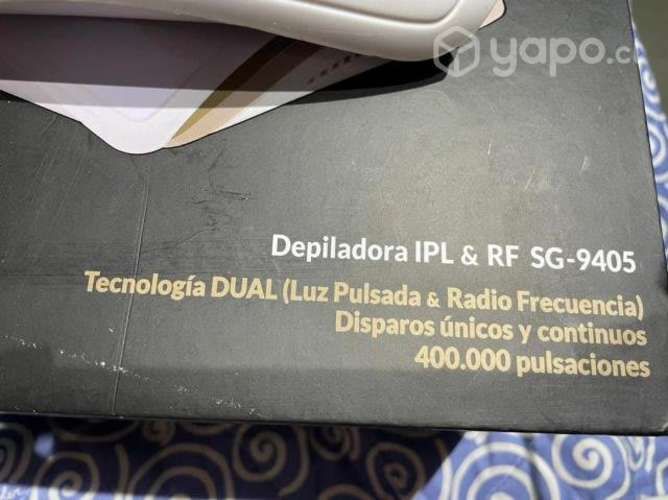 yapo.c
Depiladora IPL & RF SG-9405
Tecnología DUAL (Luz Pulsada & Radio Frecuencia)
Disparos únicos y continuos
400.000 pulsaciones